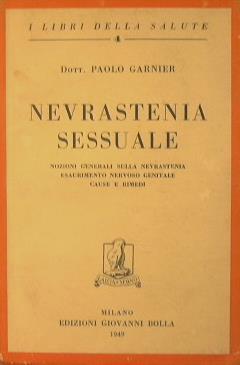 I LIBRI DELLA SALUTE
4
DOTT. PAOLO GARNIER
NEVRASTENIA
SESSUALE
NOZIONI GENERALI SULLA NEVRASTENIA
ESAURIMENTO NERVOSO GENITALE
CAUSE E RIMEDI
MILANO
EDIZIONI GIOVANNI BOLLA
1949